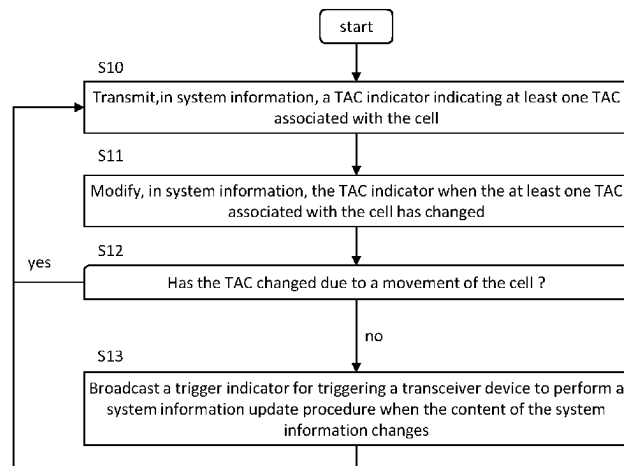 start
S10
Transmit,in system information, a TAC indicator indicating at least one TAC
associated with the cell
S11
Modify, in system information, the TAC indicator when the at least one TAC
associated with the cell has changed
yes
S12
Has the TAC changed due to a movement of the cell ?
no
S13
Broadcast a trigger indicator for triggering a transceiver device to perform a
system information update procedure when the content of the system
information changes